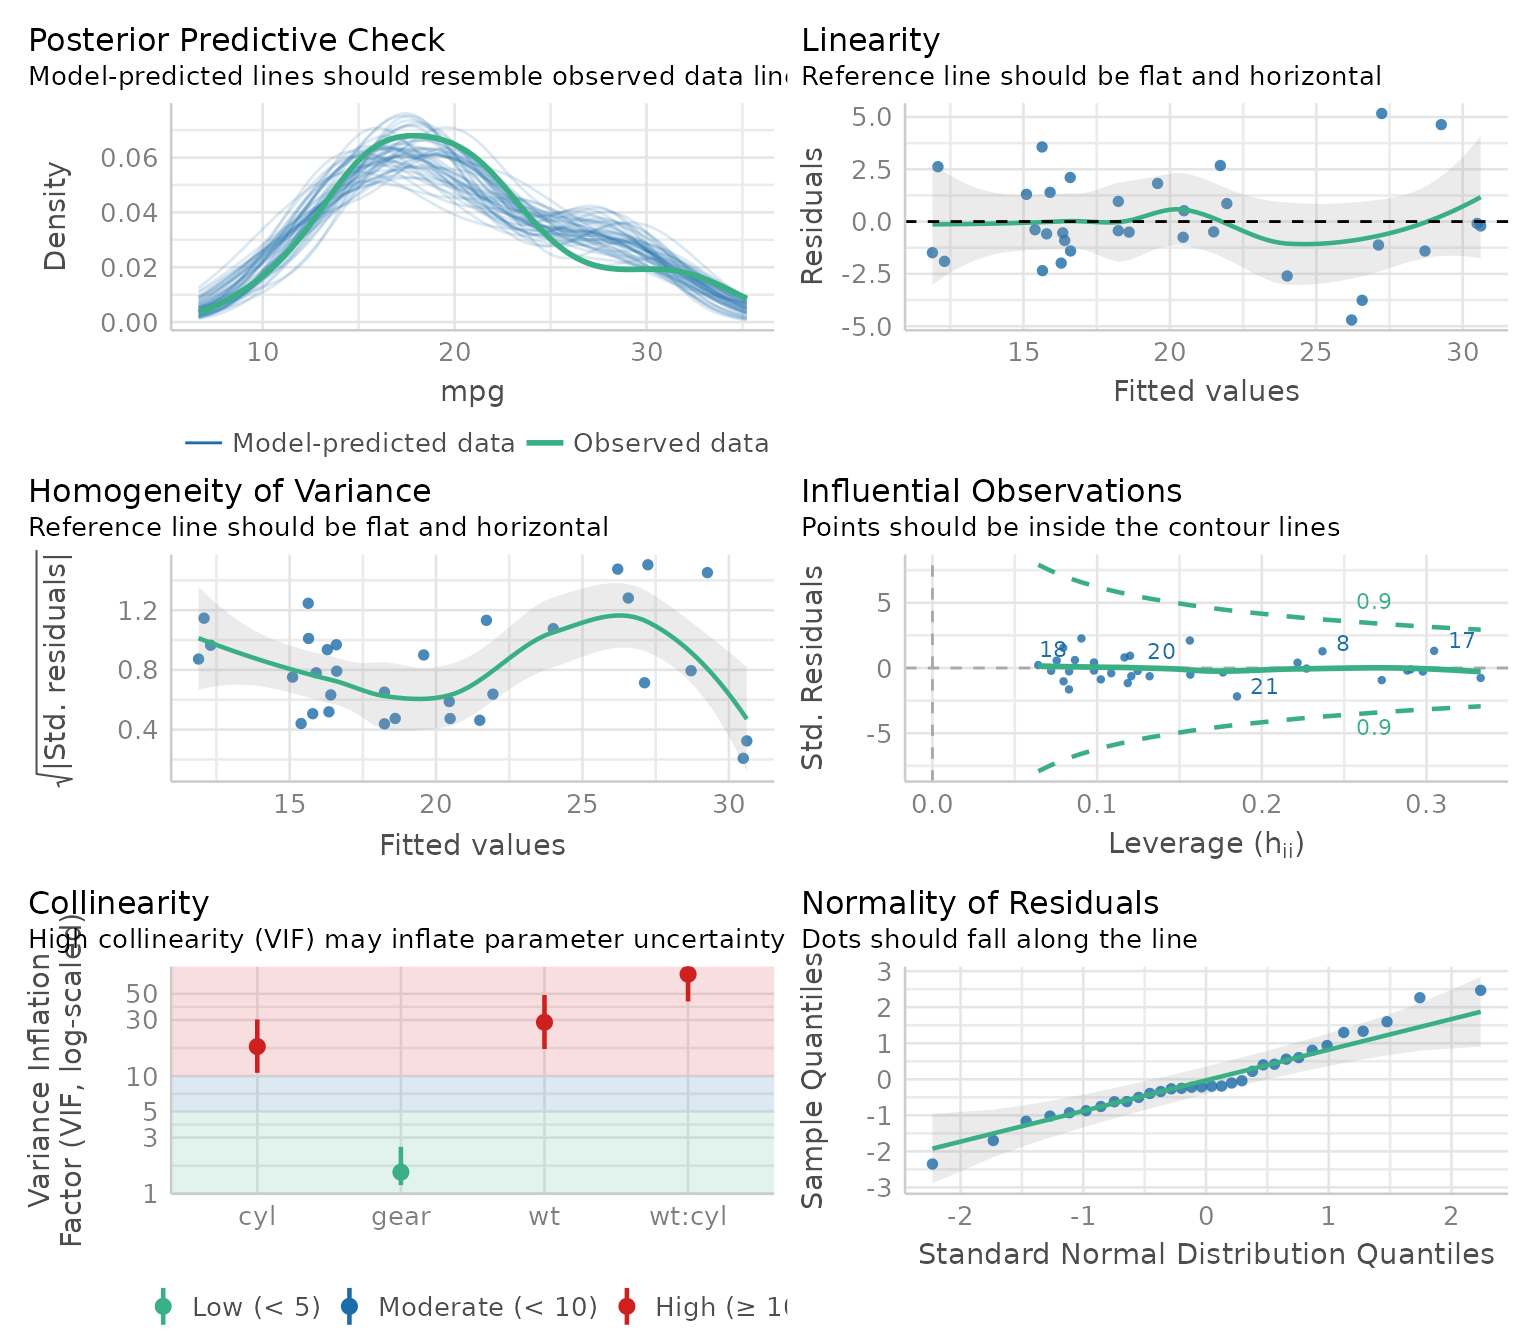 Posterior Predictive Check
Model-predicted lines should resemble observed data
Density
0.06
0.04
0.02
0.00
10 20 30
mpg
Model-predicted data Observed data
Linearity
Reference line should be flat and horizontal
Residuals
5.0
2.5
0.0
-2.5
-5.0
15 20 25 30
Fitted values
Homogeneity of Variance
Reference line should be flat and horizontal
√|Std. residuals|
1.2
0.8
0.4
15 20 25 30
Fitted values
Influential Observations
Points should be inside the contour lines
Std. Residuals
5
0
-5
0.9
18 20 8 17
21
0.9
0.0 0.1 0.2 0.3
Leverage (hii)
Collinearity
High collinearity (VIF) may inflate parameter uncertainty
Variance Inflation
Factor (VIF, log-scaled)
50
30
10
5
3
1
cyl gear wt wt:cyl
Low (< 5) Moderate (< 10) High (≥
Normality of Residuals
Dots should fall along the line
Sample Quantiles
3
2
1
0
-1
-2
-3
-2 -1 0 1 2
Standard Normal Distribution Quantiles